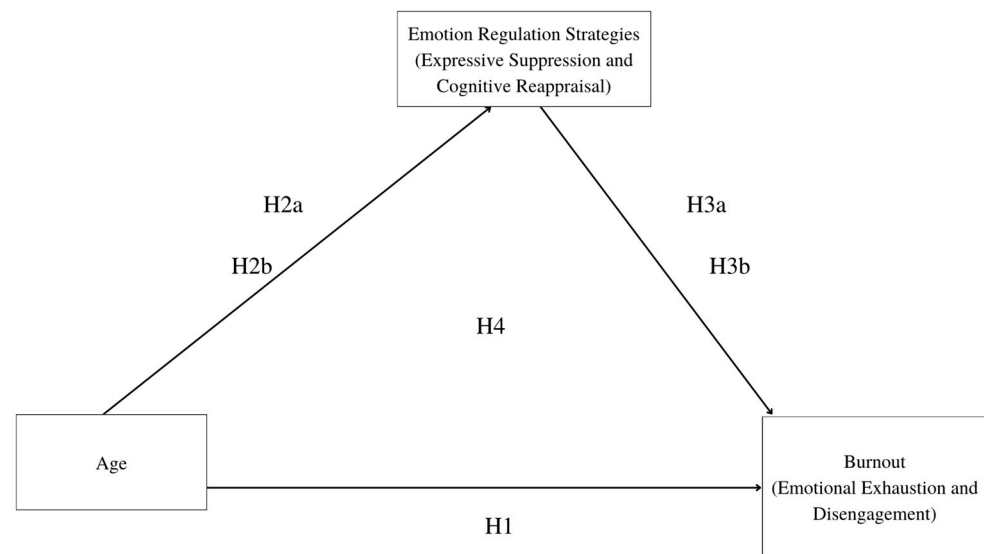 Emotion Regulation Strategies
(Expressive Suppression and
Cognitive Reappraisal)
H2a
H3a
H2b
H3b
H4
Age
Burnout
(Emotional Exhaustion and
Disengagement)
H1